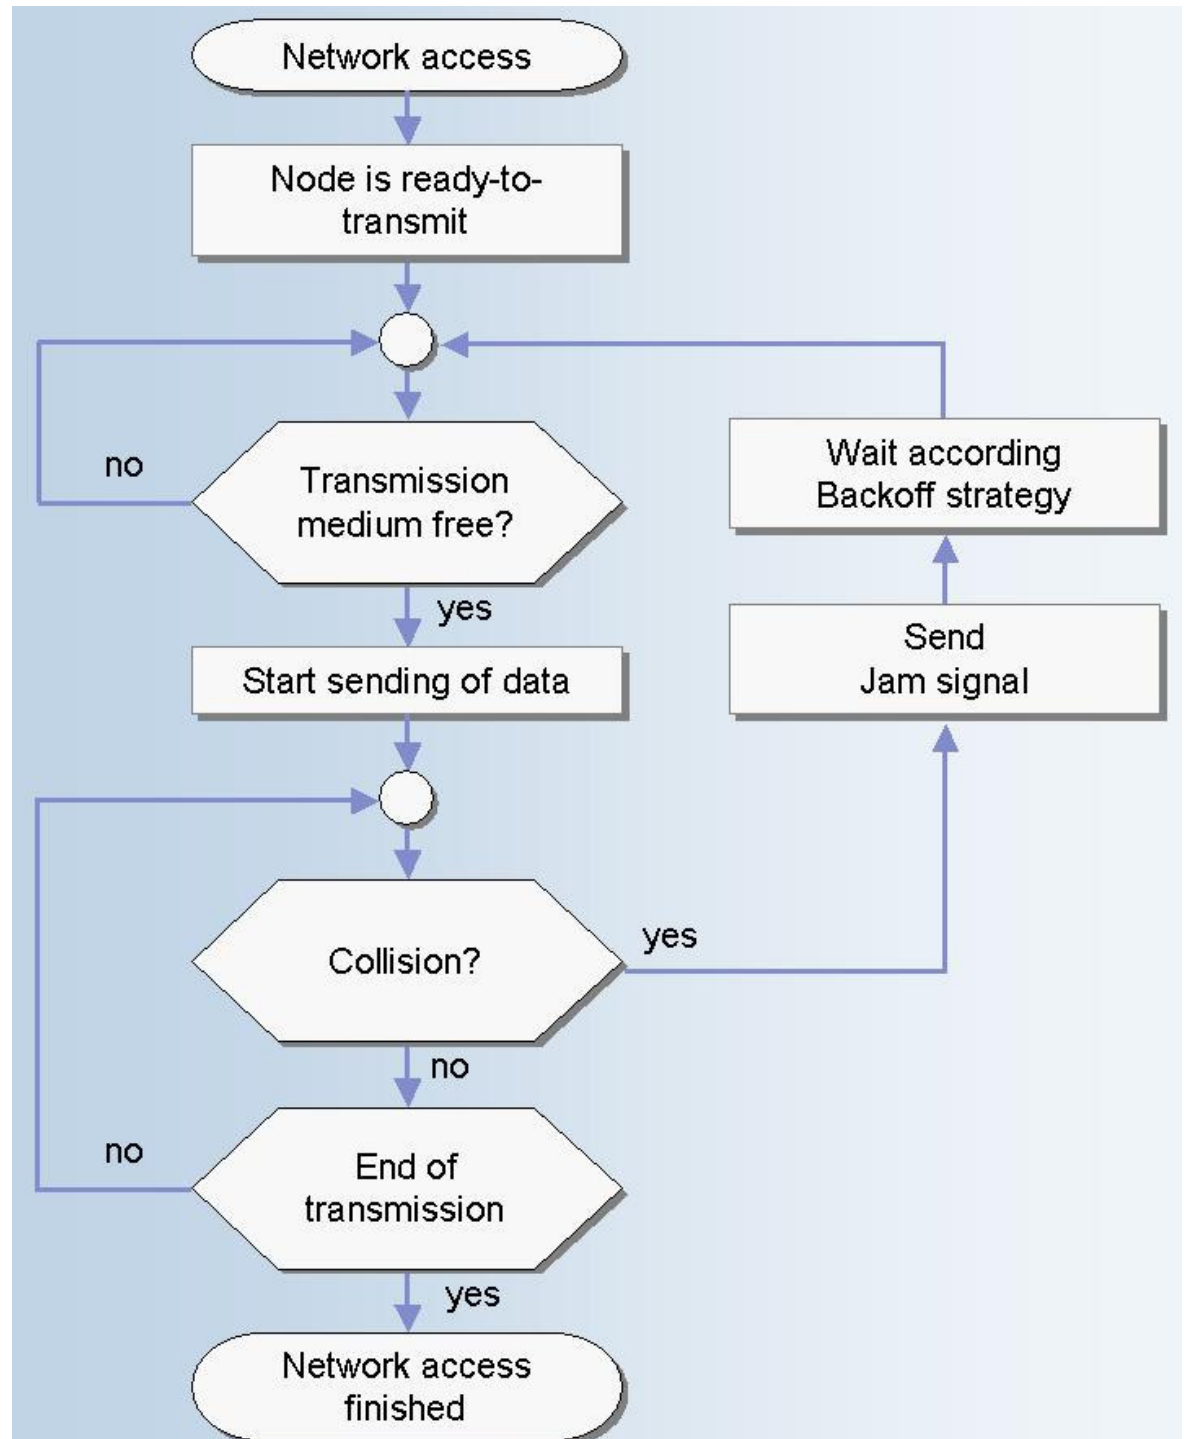 Network access
Node is ready-to-
transmit
no
Transmission
medium free?
yes
Wait according
Backoff strategy
Start sending of data
Send
Jam signal
Collision?
yes
no
no
End of
transmission
yes
Network access
finished